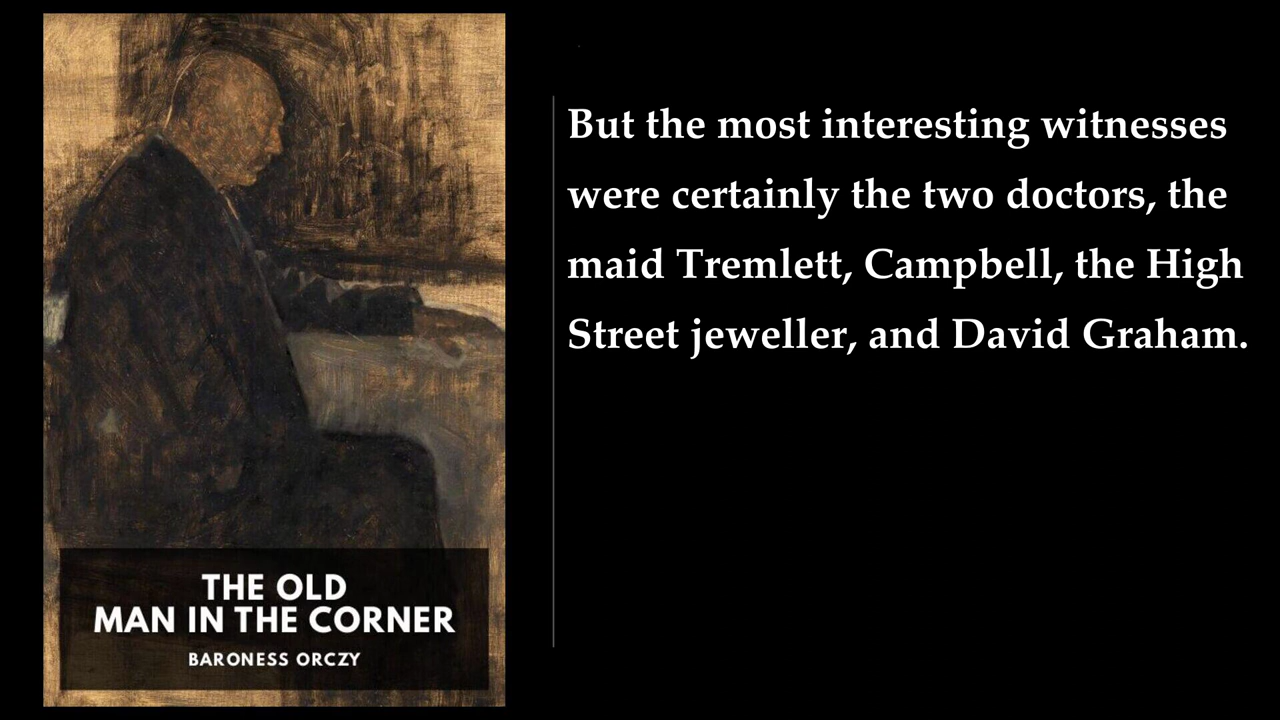 But the most interesting witnesses
were certainly the two doctors, the
maid Tremlett, Campbell, the High
Street jeweller, and David Graham.
THE OLD
MAN IN THE CORNER
BARONESS ORCZY